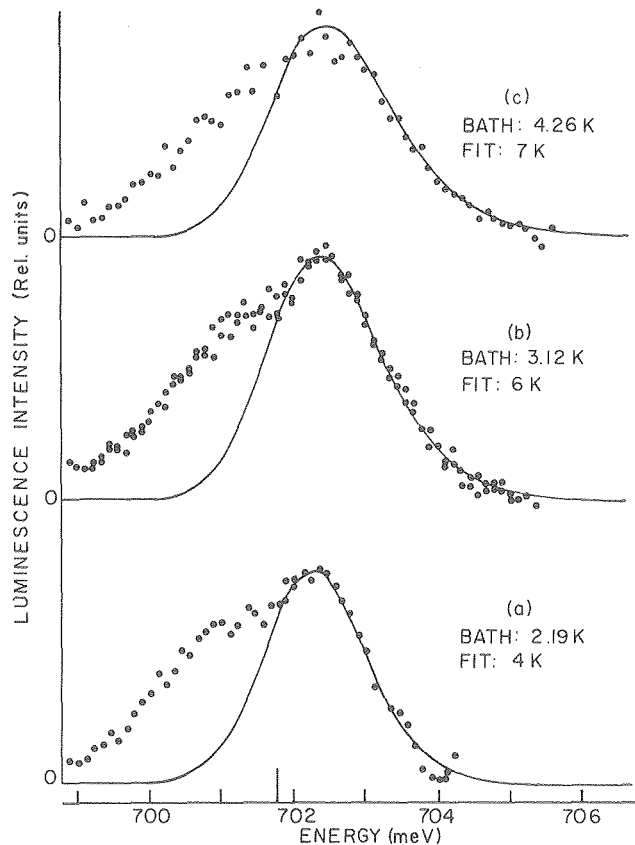 (c)
BATH: 4.26 K
FIT: 7 K
0
(b)
BATH: 3.12 K
FIT: 6 K
0
(a)
BATH: 2.19 K
FIT: 4 K
0
LUMINESCENCE INTENSITY (Rel. units)
700 702 704 706
ENERGY (meV)